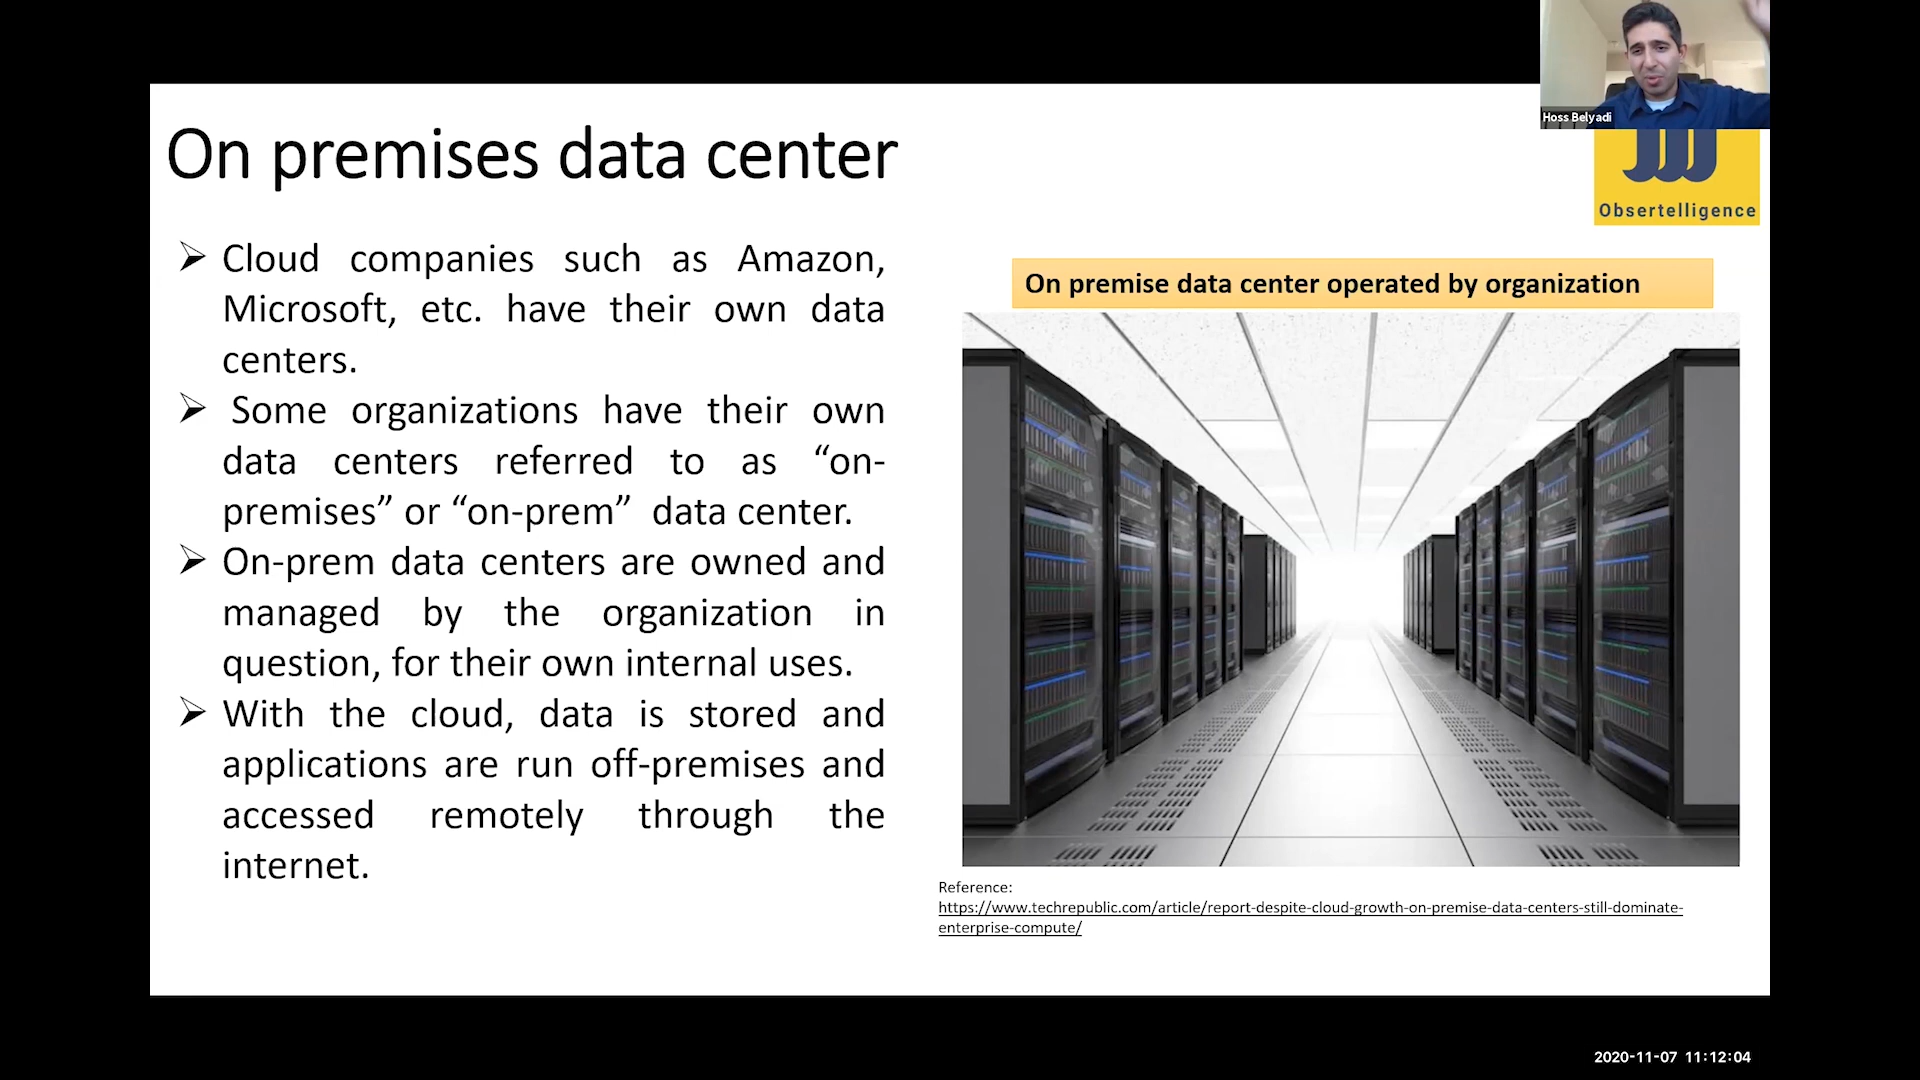 Hoss Belyadi
On premises data center
Obsertelligence
➢ Cloud companies such as Amazon,
Microsoft, etc. have their own data
centers.
➢ Some organizations have their own
data centers referred to as “on-
premises” or “on-prem” data center.
➢ On-prem data centers are owned and
managed by the organization in
question, for their own internal uses.
➢ With the cloud, data is stored and
applications are run off-premises and
accessed remotely through the
internet.
On premise data center operated by organization
Reference:
https://www.techrepublic.com/article/report-despite-cloud-growth-on-premise-data-centers-still-dominate-
enterprise-compute/
2020-11-07 11:12:04